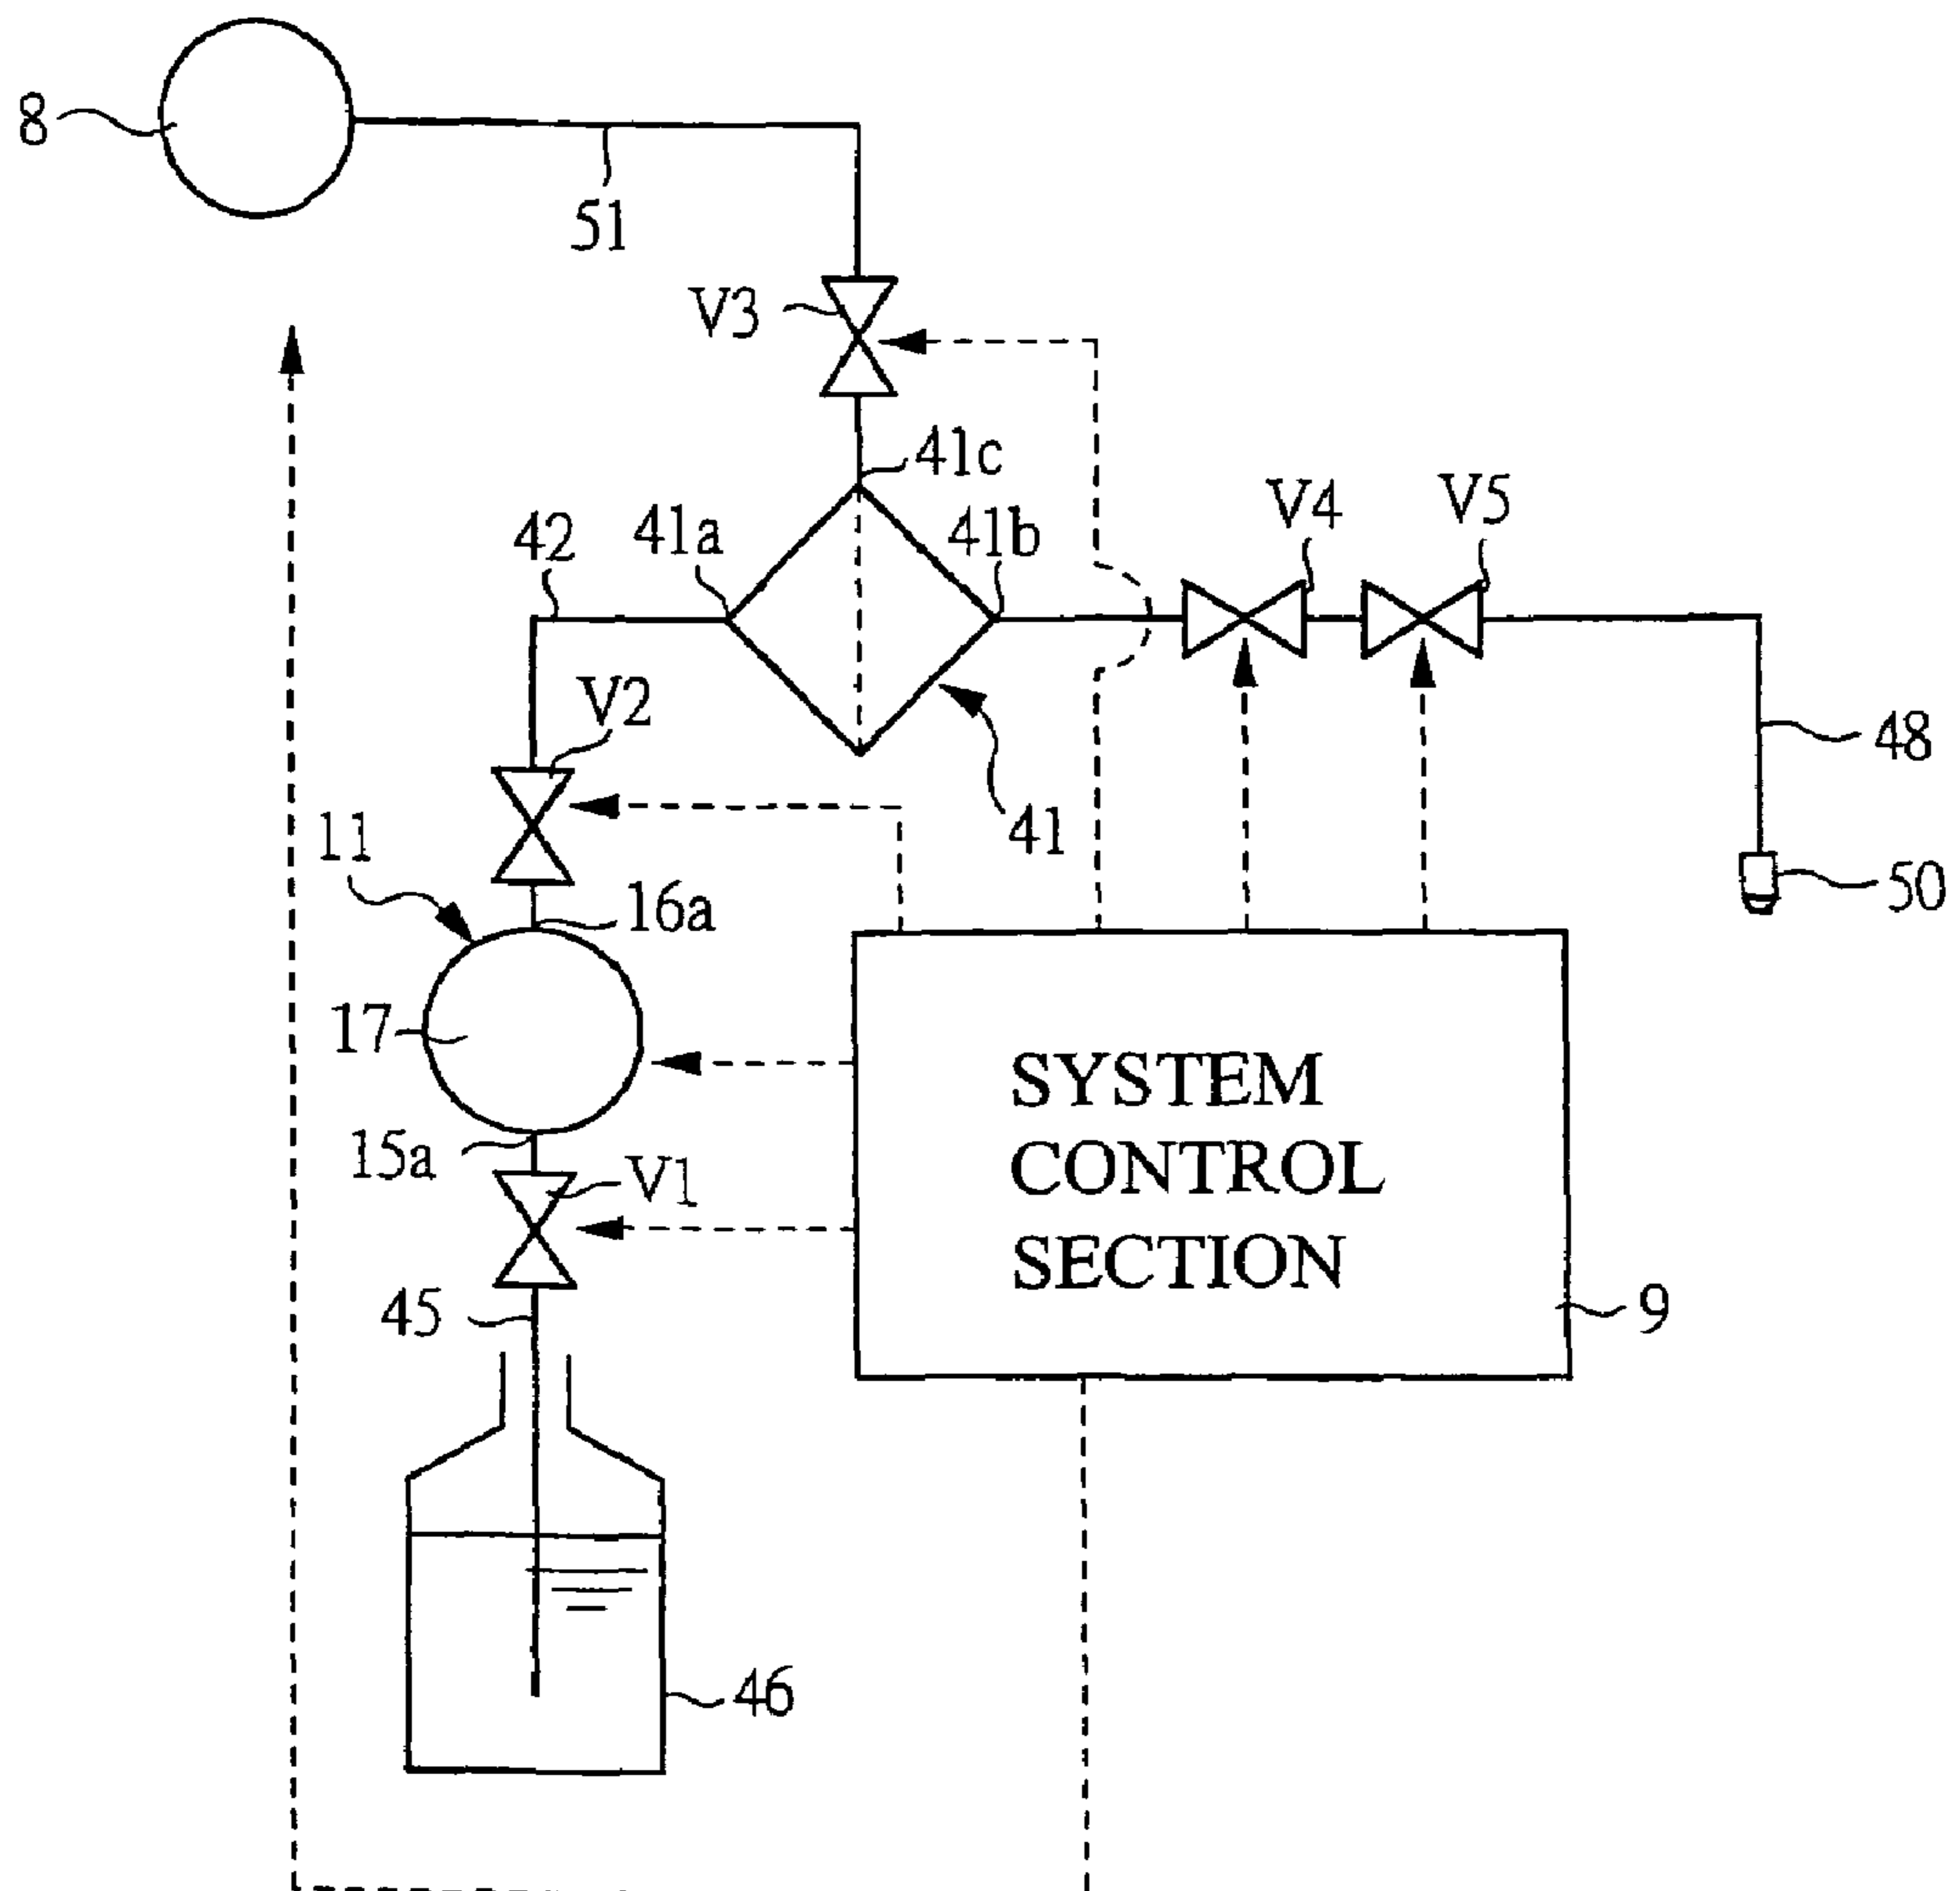 8
51
V3
41c
V4
V5
42
41a
41b
V2
48
11
41
16a
50
17
SYSTEM
CONTROL
SECTION
15a
V1
45
9
46